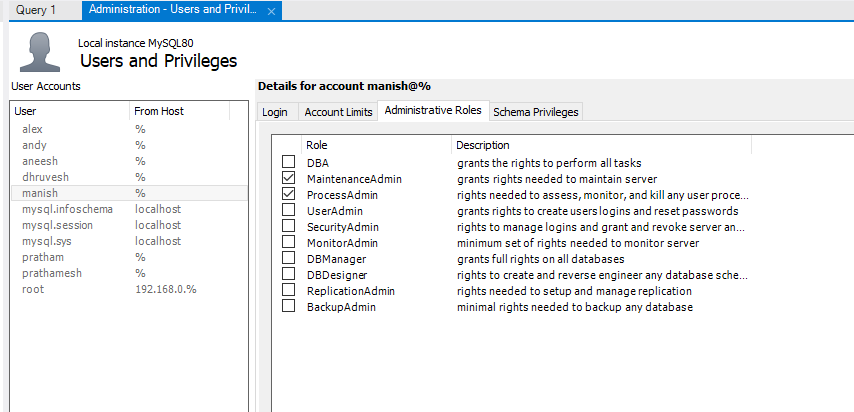 Query 1 Administration - Users and Privil...
Local instance MySQL80
Users and Privileges
User Accounts
User From Host
alex %
andy %
aneesh %
dhruvesh %
manish %
mysql.infoschema localhost
mysql.session localhost
mysql.sys localhost
pratham %
prathamesh %
root 192.168.0.%
Details for account manish@%
Login Account Limits Administrative Roles Schema Privileges
Role Description
DBA grants the rights to perform all tasks
MaintenanceAdmin grants rights needed to maintain server
ProcessAdmin rights needed to assess, monitor, and kill any user proce...
UserAdmin grants rights to create users logins and reset passwords
SecurityAdmin rights to manage logins and grant and revoke server an...
MonitorAdmin minimum set of rights needed to monitor server
DBManager grants full rights on all databases
DBDesigner rights to create and reverse engineer any database sche...
ReplicationAdmin rights needed to setup and manage replication
BackupAdmin minimal rights needed to backup any database